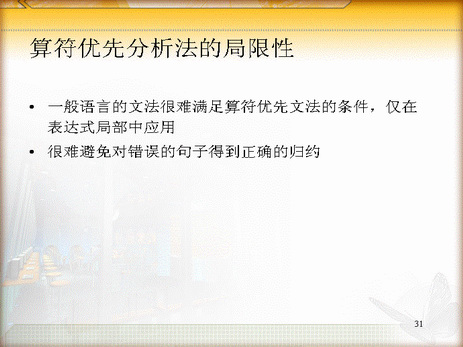 算符优先分析法的局限性
• 一般语言的文法很难满足算符优先文法的条件，仅在
表达式局部中应用
• 很难避免对错误的句子得到正确的归约
31